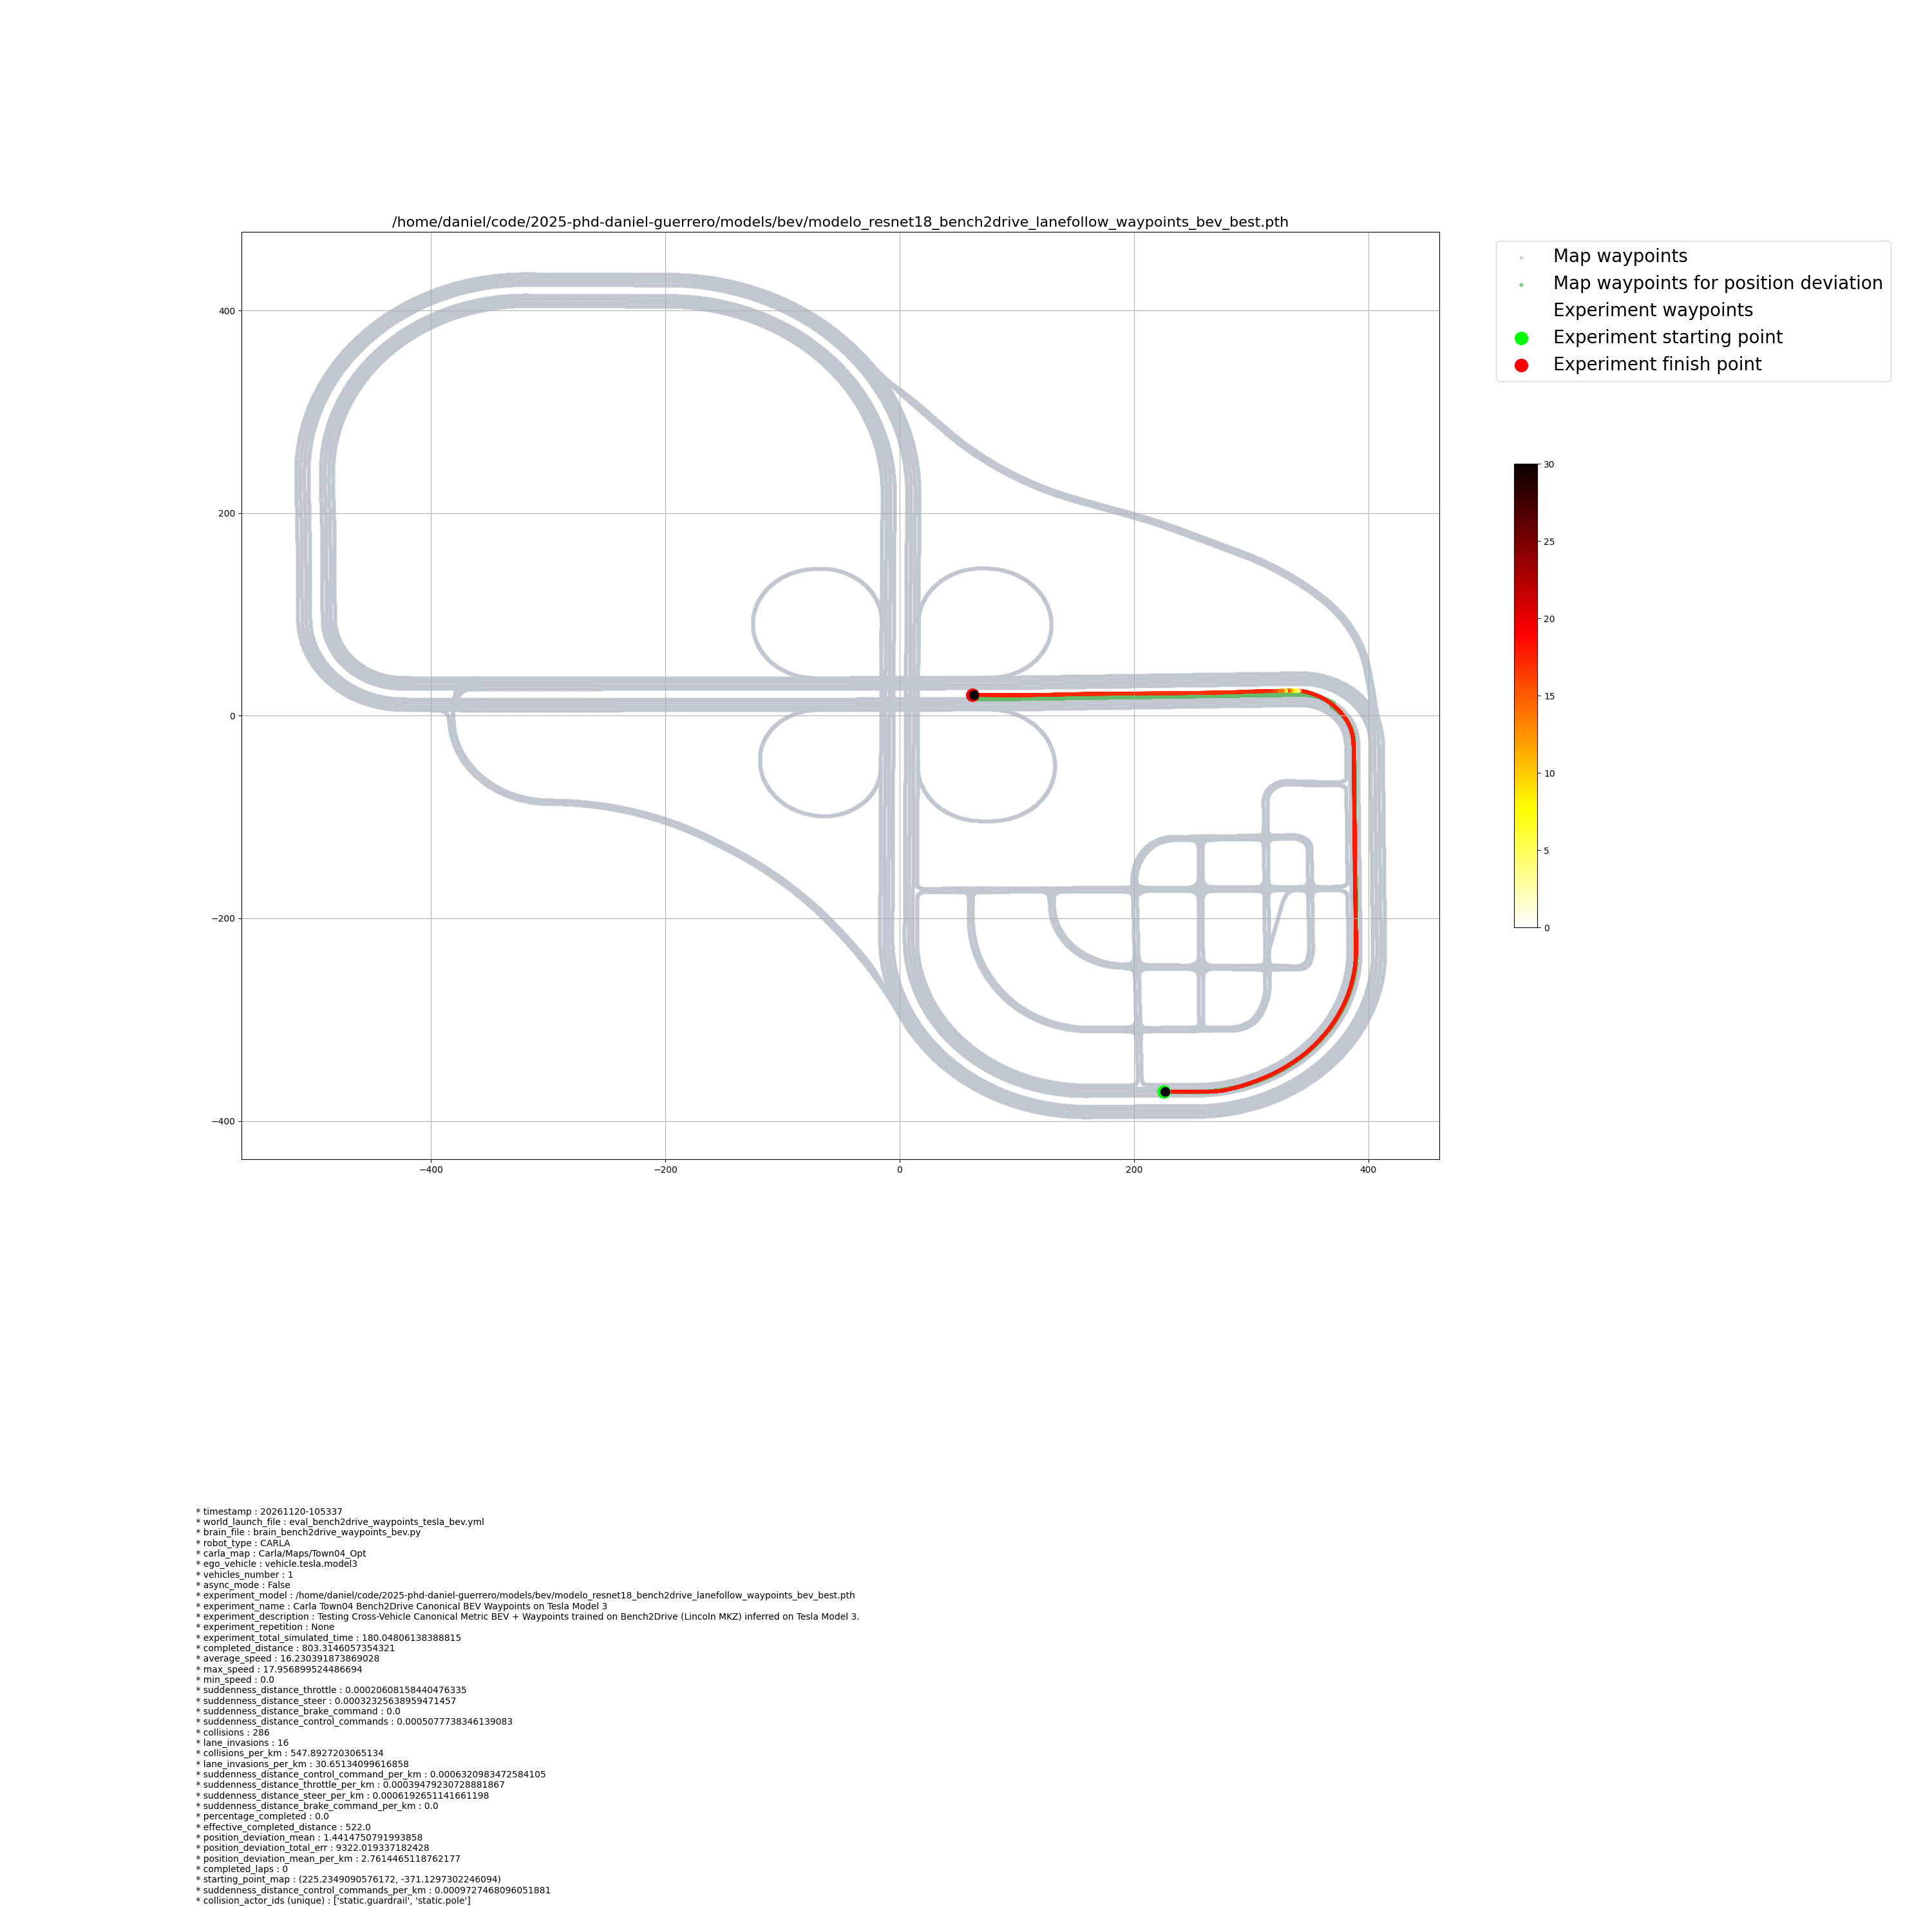 /home/daniel/code/2025-phd-daniel-guerrero/models/bev/modelo_resnet18_bench2drive_lanefollow_waypoints_bev_best.pth
Map waypoints
Map waypoints for position deviation
Experiment waypoints
Experiment starting point
Experiment finish point
400
200
0
−200
−400
−400
−200
0
200
400
30
25
20
15
10
5
0
* timestamp : 20261120-105337
* world_launch_file : eval_bench2drive_waypoints_tesla_bev.yml
* brain_file : brain_bench2drive_waypoints_bev.py
* robot_type : CARLA
* carla_map : Carla/Maps/Town04_Opt
* ego_vehicle : vehicle.tesla.model3
* vehicles_number : 1
* async_mode : False
* experiment_model : /home/daniel/code/2025-phd-daniel-guerrero/models/bev/modelo_resnet18_bench2drive_lanefollow_waypoints_bev_best.pth
* experiment_name : Carla Town04 Bench2Drive Canonical BEV Waypoints on Tesla Model 3
* experiment_description : Testing Cross-Vehicle Canonical Metric BEV + Waypoints trained on Bench2Drive (Lincoln MKZ) inferred on Tesla Model 3.
* experiment_repetition : None
* experiment_total_simulated_time : 180.04806138388815
* completed_distance : 803.3146057354321
* average_speed : 16.230391873869028
* max_speed : 17.956899524486694
* min_speed : 0.0
* suddenness_distance_throttle : 0.00020608158440476335
* suddenness_distance_steer : 0.00032325638959471457
* suddenness_distance_brake_command : 0.0
* suddenness_distance_control_commands : 0.0005077738346139083
* collisions : 286
* lane_invasions : 16
* collisions_per_km : 547.8927203065134
* lane_invasions_per_km : 30.65134099616858
* suddenness_distance_control_command_per_km : 0.0006320983472584105
* suddenness_distance_throttle_per_km : 0.00039479230728881867
* suddenness_distance_steer_per_km : 0.0006192651141661198
* suddenness_distance_brake_command_per_km : 0.0
* percentage_completed : 0.0
* effective_completed_distance : 522.0
* position_deviation_mean : 1.4414750791993858
* position_deviation_total_err : 9322.019337182428
* position_deviation_mean_per_km : 2.7614465118762177
* completed_laps : 0
* starting_point_map : (225.2349090576172, -371.1297302246094)
* suddenness_distance_control_commands_per_km : 0.0009727468096051881
* collision_actor_ids (unique) : ['static.guardrail', 'static.pole']